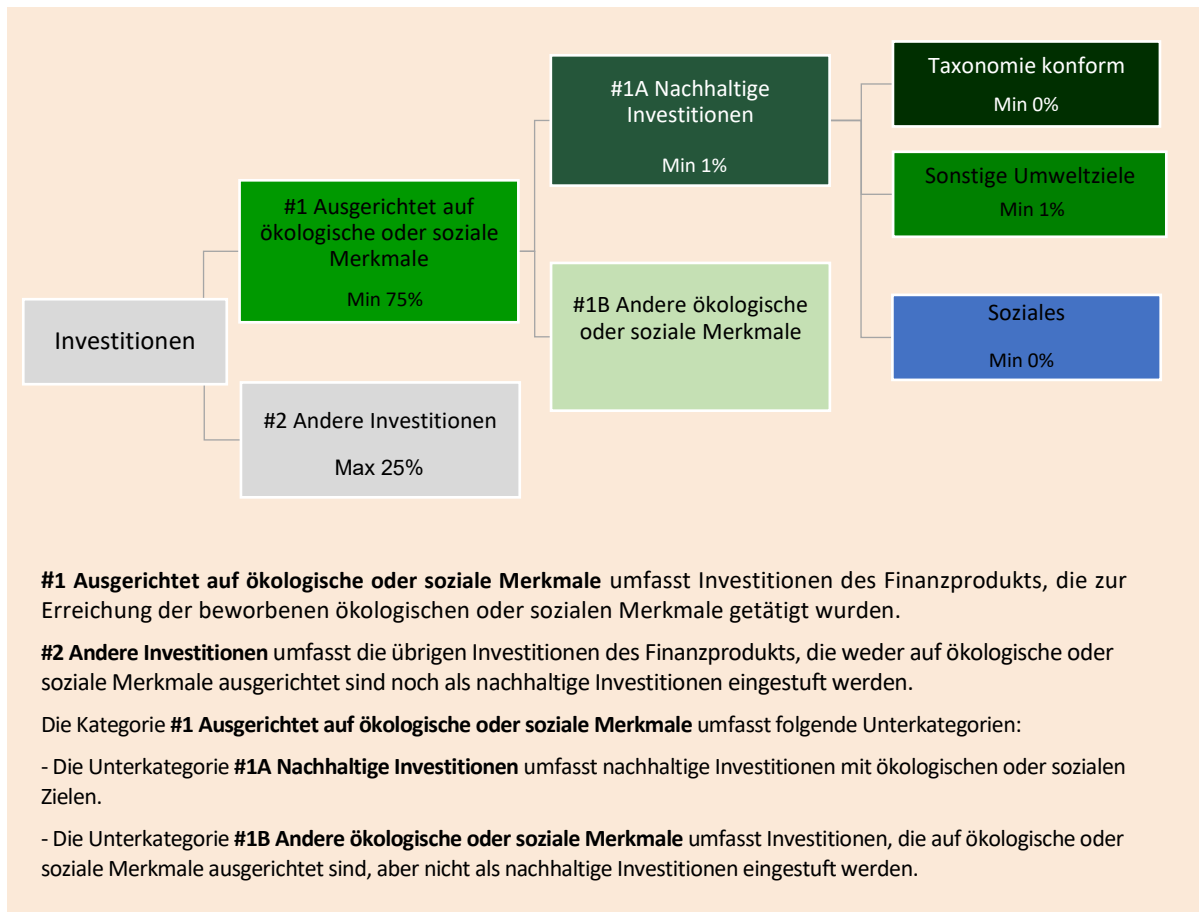 Investitionen
#1 Ausgerichtet auf
ökologische oder soziale
Merkmale
Min 75%
#2 Andere Investitionen
Max 25%
#1A Nachhaltige
Investitionen
Min 1%
#1B Andere ökologische
oder soziale Merkmale
Taxonomie konform
Min 0%
Sonstige Umweltziele
Min 1%
Soziales
Min 0%
#1 Ausgerichtet auf ökologische oder soziale Merkmale umfasst Investitionen des Finanzprodukts, die zur
Erreichung der beworbenen ökologischen oder sozialen Merkmale getätigt wurden.
#2 Andere Investitionen umfasst die übrigen Investitionen des Finanzprodukts, die weder auf ökologische oder
soziale Merkmale ausgerichtet sind noch als nachhaltige Investitionen eingestuft werden.
Die Kategorie #1 Ausgerichtet auf ökologische oder soziale Merkmale umfasst folgende Unterkategorien:
- Die Unterkategorie #1A Nachhaltige Investitionen umfasst nachhaltige Investitionen mit ökologischen oder sozialen
Zielen.
- Die Unterkategorie #1B Andere ökologische oder soziale Merkmale umfasst Investitionen, die auf ökologische oder
soziale Merkmale ausgerichtet sind, aber nicht als nachhaltige Investitionen eingestuft werden.